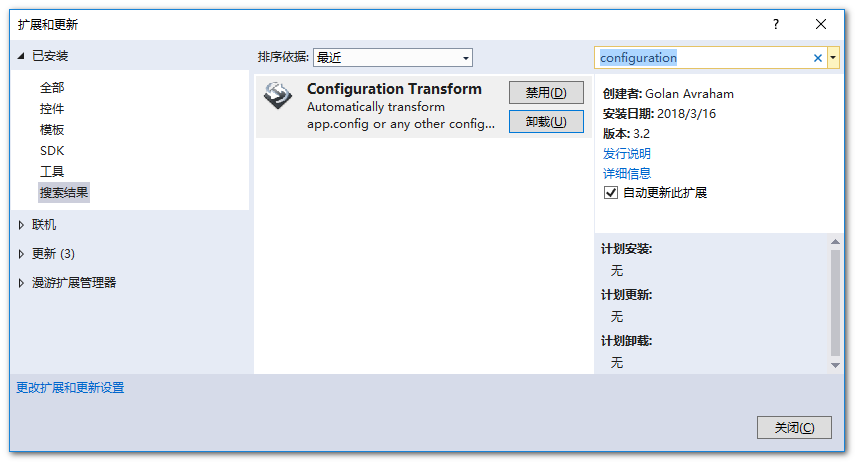 扩展和更新
已安装
全部
控件
模板
SDK
工具
搜索结果
联机
更新 (3)
漫游扩展管理器
排序依据: 最近
Configuration Transform
Automatically transform
app.config or any other config...
禁用(D)
卸载(U)
configuration
创建者: Golan Avraham
安装日期: 2018/3/16
版本: 3.2
发行说明
详细信息
自动更新此扩展
计划安装:
无
计划更新:
无
计划卸载:
无
更改扩展和更新设置
关闭(C)